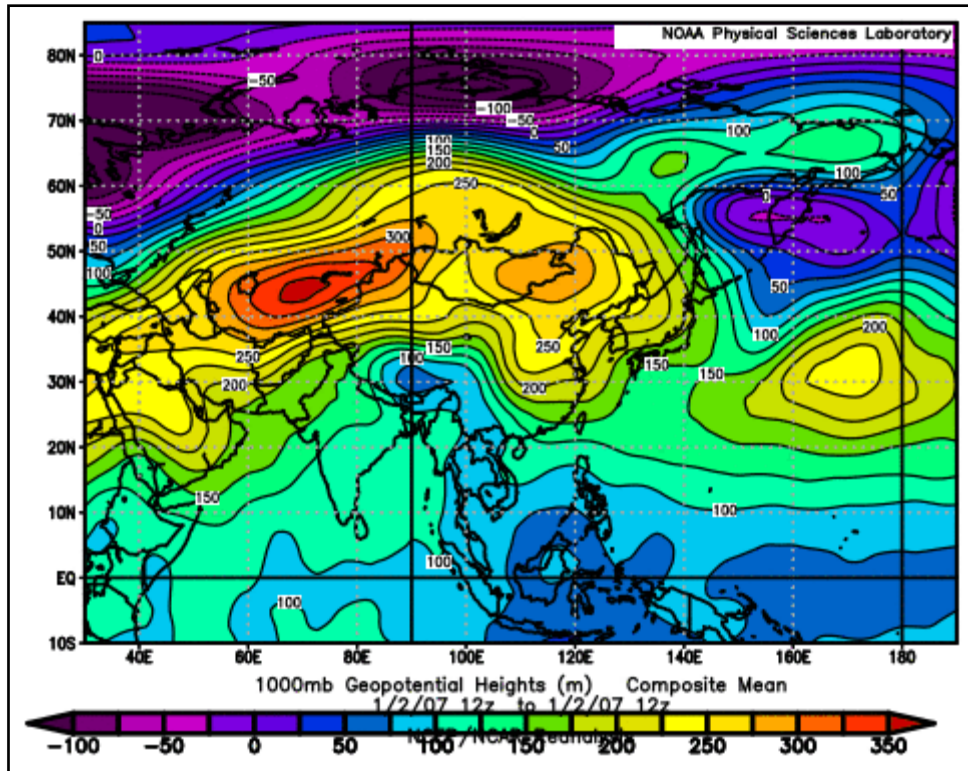 NOAA Physical Sciences Laboratory
80N
70N
60N
50N
40N
30N
20N
10N
EQ
10S
0
-50
-100
-50
0
50
100
150
200
250
300
100
100
50
0
-50
0
50
100
50
100
200
150
150
150
250
200
250
200
100
150
100
100
100
40E
60E
80E
100E
120E
140E
160E
180
1000mb Geopotential Heights (m) Composite Mean
1/2/07 12z to 1/2/07 12z
NCEP/NCAR Reanalysis
-100 -50 0 50 100 150 200 250 300 350